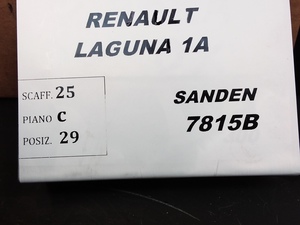 RENAULT
LAGUNA 1A
SCAFF. 25
PIANO C
POSIZ. 29
SANDEN
7815B